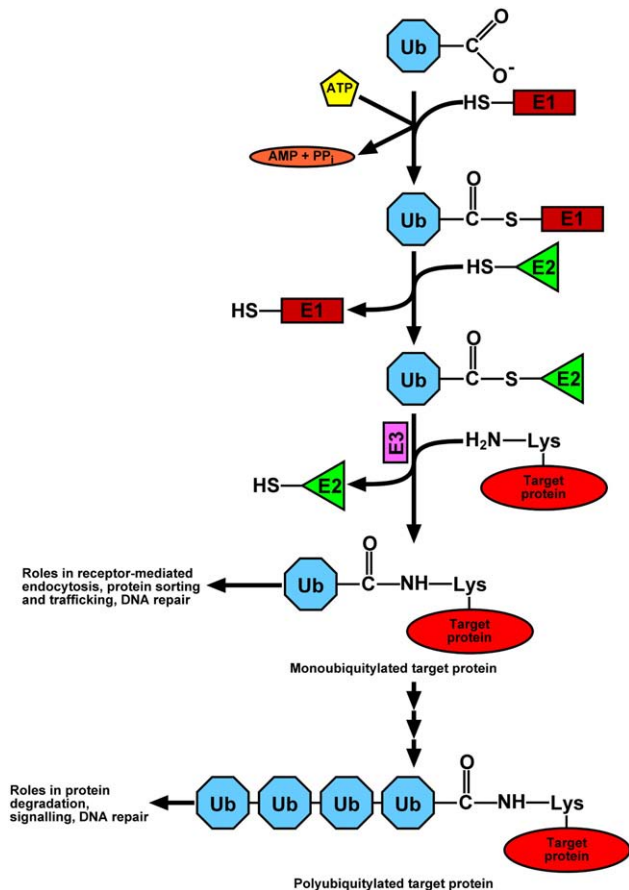 Ub C O O-
ATP
HS E1
AMP + PPi
O
Ub C S E1
HS E2
HS E1
O
Ub C S E2
E3
H2N Lys
Target
protein
HS E2
O
Ub C NH Lys
Roles in receptor-mediated
endocytosis, protein sorting
and trafficking, DNA repair
Target
protein
Monoubiquitylated target protein
O
Ub Ub Ub Ub C NH Lys
Roles in protein
degradation,
signalling, DNA repair
Target
protein
Polyubiquitylated target protein